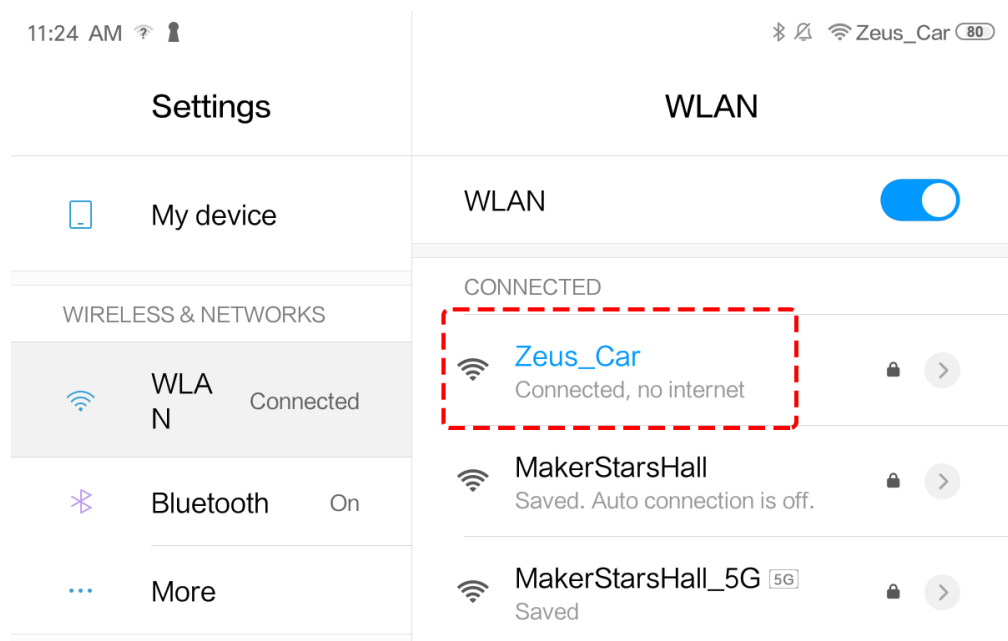 11:24 AM
Zeus_Car 80
Settings
My device
WIRELESS & NETWORKS
WLA
N
Connected
Bluetooth On
More
WLAN
WLAN
CONNECTED
Zeus_Car
Connected, no internet
MakerStarsHall
Saved. Auto connection is off.
MakerStarsHall_5G 5G
Saved